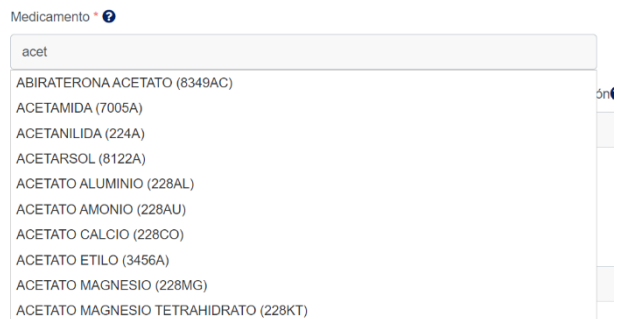 Medicamento * ?
acet
ABIRATERONA ACETATO (8349AC)
ón
ACETAMIDA (7005A)
ACETANILIDA (224A)
ACETARSOL (8122A)
ACETATO ALUMINIO (228AL)
ACETATO AMONIO (228AU)
ACETATO CALCIO (228CO)
ACETATO ETILO (3456A)
ACETATO MAGNESIO (228MG)
ACETATO MAGNESIO TETRAHIDRATO (228KT)